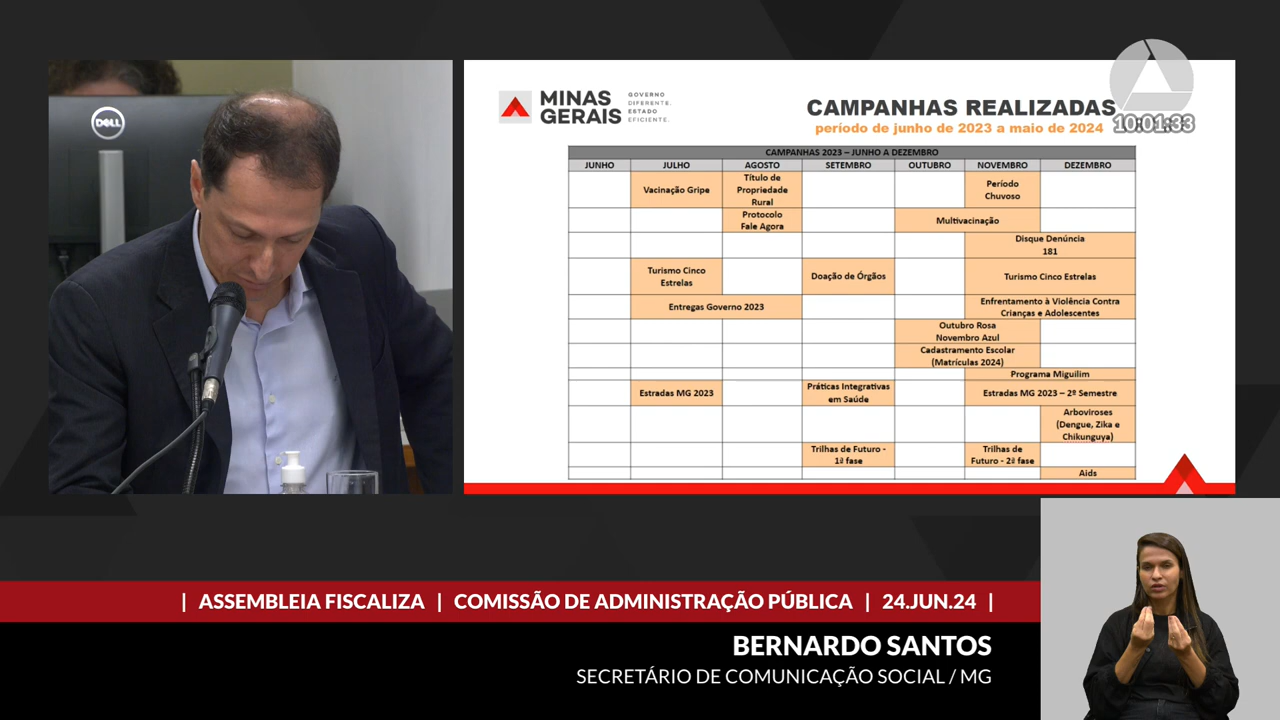 DELL
MINAS
GERAIS
GOVERNO
DIFERENTE.
ESTADO
EFICIENTE.
CAMPANHAS REALIZADAS
período de junho de 2023 a maio de 2024
10:01:33
CAMPANHAS 2023 – JUNHO A DEZEMBRO
JUNHO JULHO AGOSTO SETEMBRO OUTUBRO NOVEMBRO DEZEMBRO
Vacinação Gripe
Título de
Propriedade
Rural
Período
Chuvoso
Protocolo
Fale Agora
Multivacinação
Disque Denúncia
181
Turismo Cinco
Estrelas
Doação de Órgãos
Turismo Cinco Estrelas
Entregas Governo 2023
Enfrentamento à Violência Contra
Crianças e Adolescentes
Outubro Rosa
Novembro Azul
Cadastramento Escolar
(Matrículas 2024)
Programa Miguilim
Estradas MG 2023
Práticas Integrativas
em Saúde
Estradas MG 2023 – 2º Semestre
Arboviroses
(Dengue, Zika e
Chikunguya)
Trilhas de Futuro -
1ª fase
Trilhas de
Futuro - 2ª fase
Aids
| ASSEMBLEIA FISCALIZA | COMISSÃO DE ADMINISTRAÇÃO PÚBLICA | 24.JUN.24 |
BERNARDO SANTOS
SECRETÁRIO DE COMUNICAÇÃO SOCIAL / MG